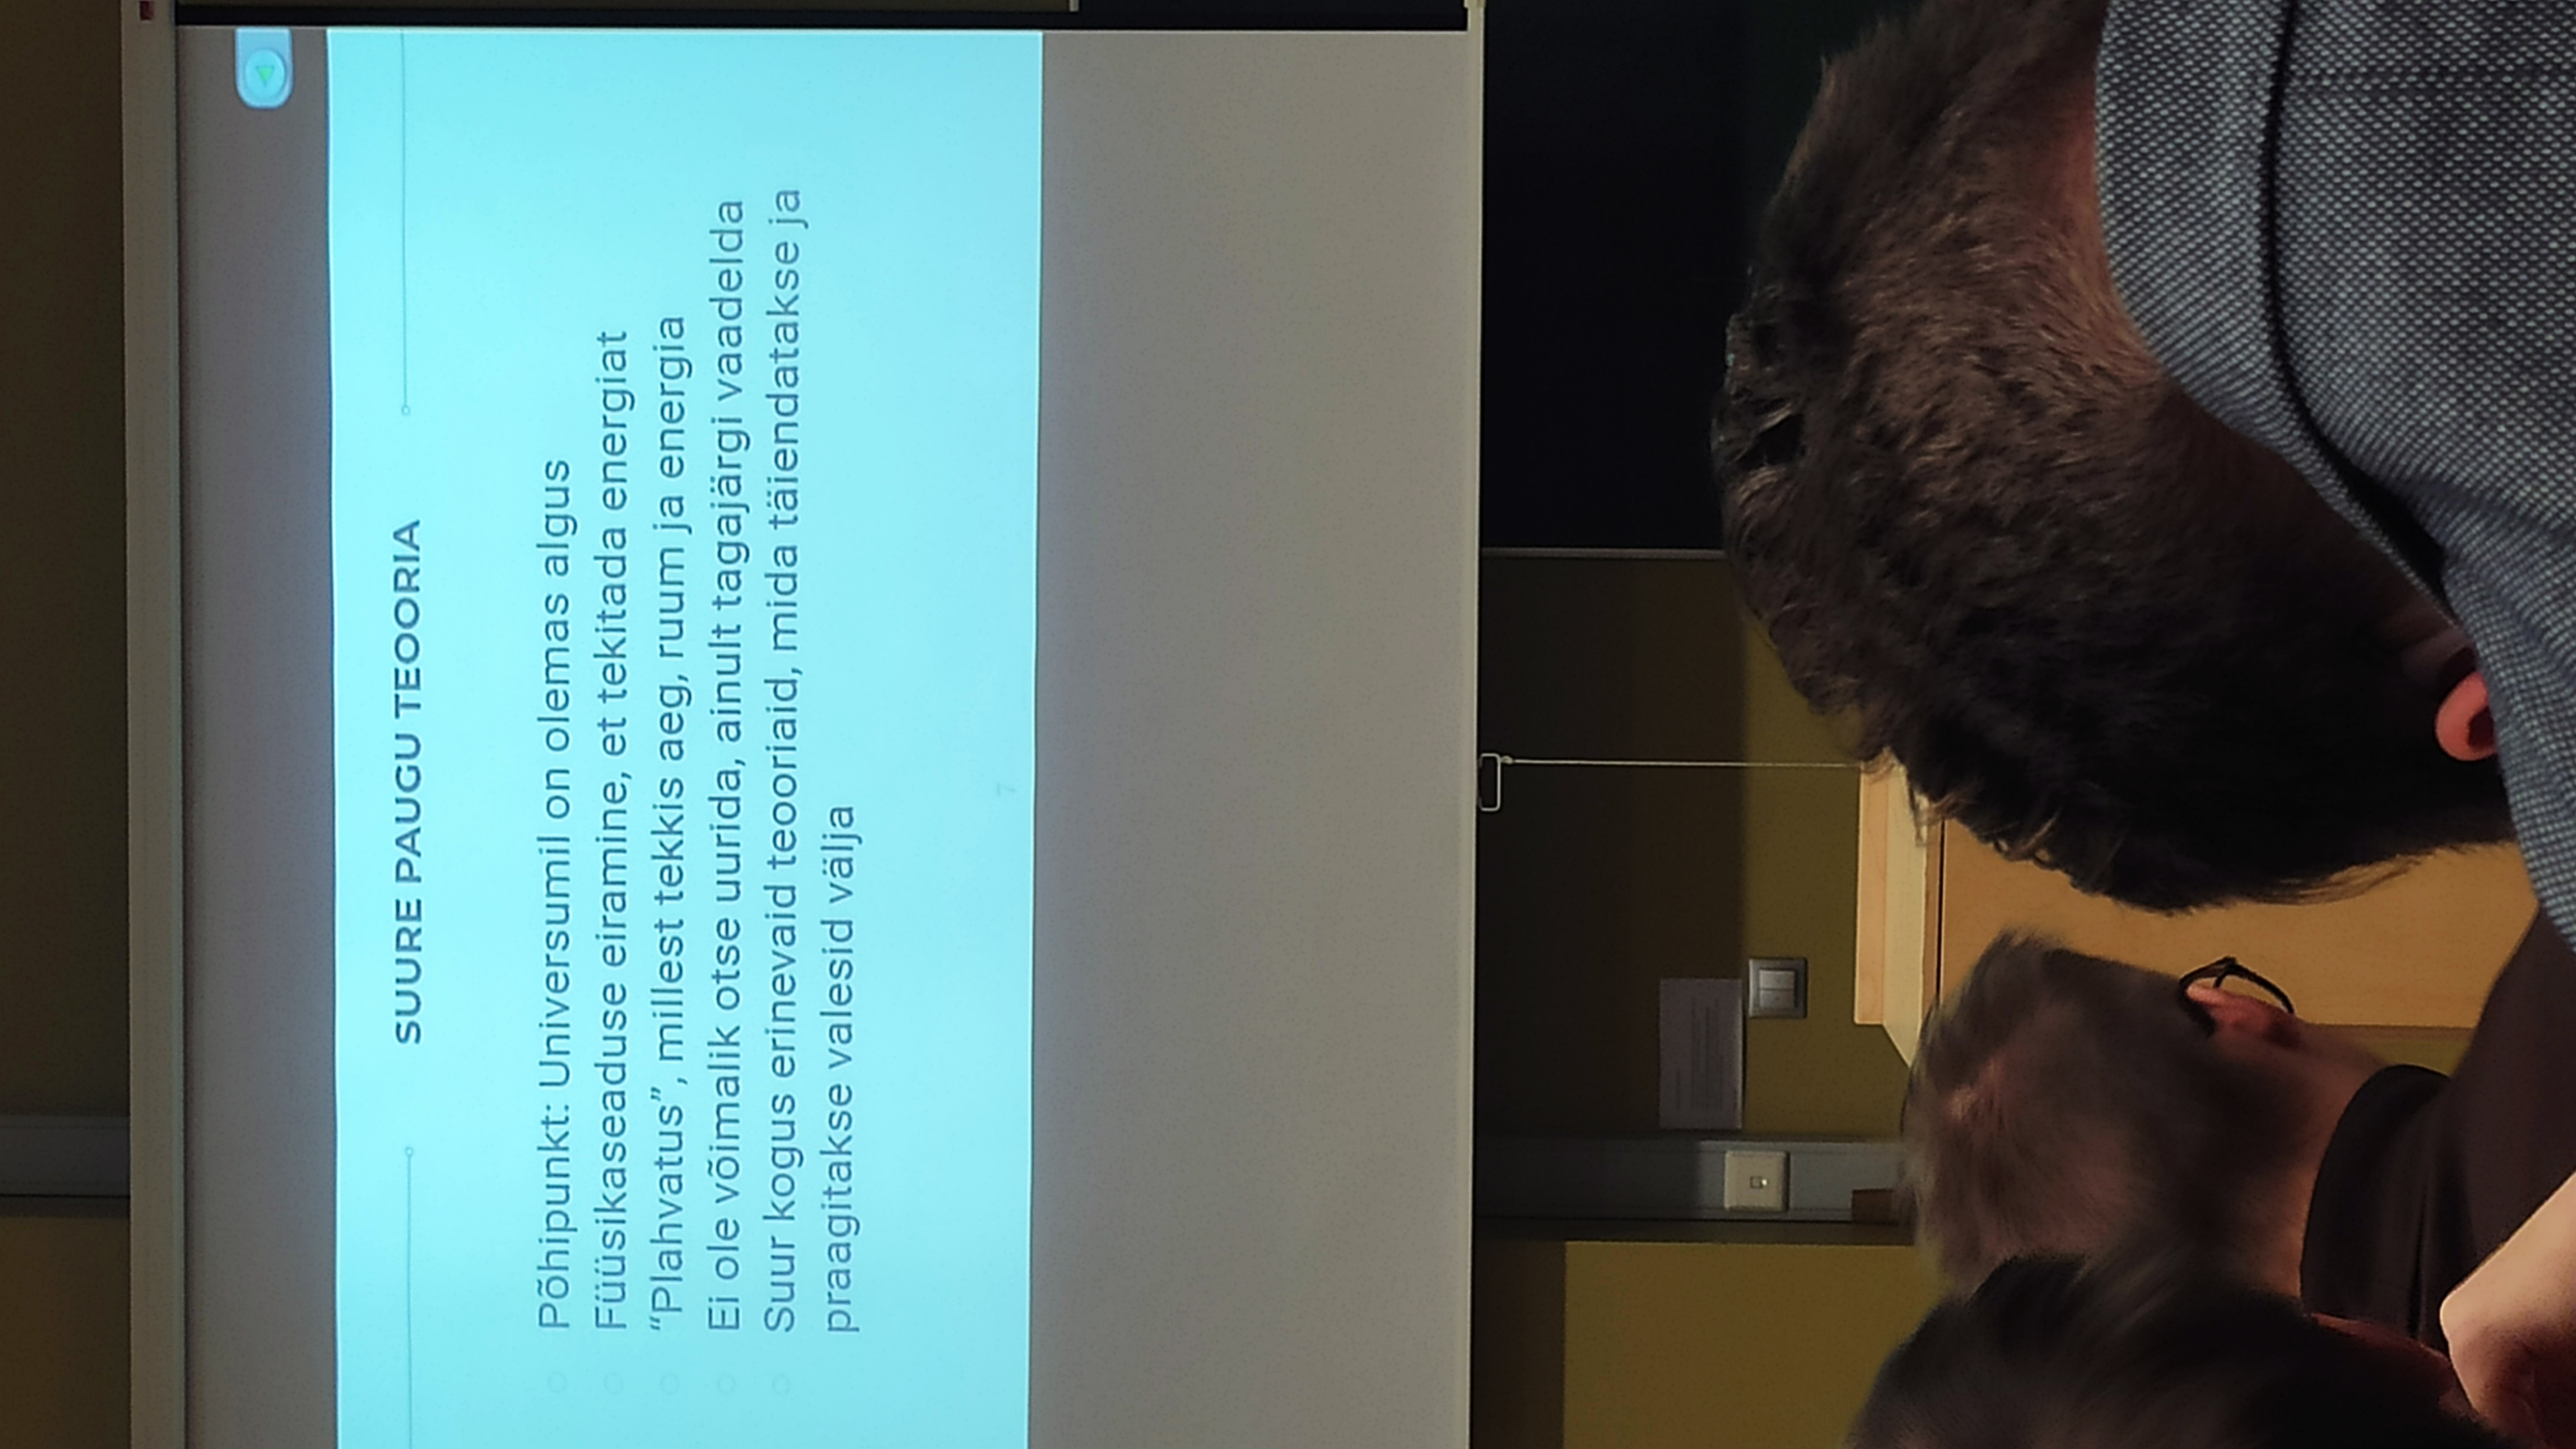 SUURE PAUGU TEOORIA
Põhipunkt: Universumil on olemas algus
Füüsikaseaduse eiramine, et tekitada energiat
“Plahvatus”, millest tekkis aeg, ruum ja energia
Ei ole võimalik otse uurida, ainult tagajärgi vaadelda
Suur kogus erinevaid teooriaid, mida täiendatakse ja
praagitakse valesid välja
7